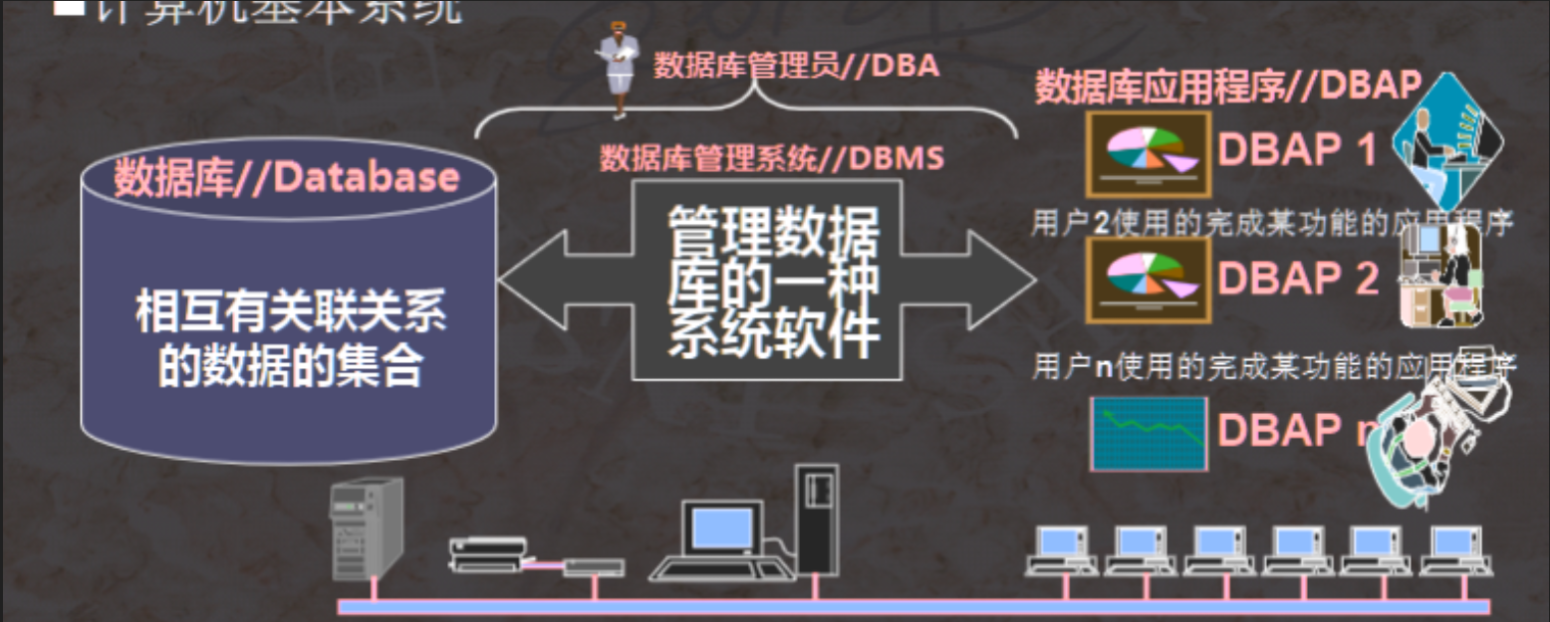 计算机基本系统
数据库管理员//DBA
数据库应用程序//DBAP
数据库//Database
数据库管理系统//DBMS
DBAP 1
相互有关联关系
的数据的集合
管理数据
库的一种
系统软件
用户2使用的完成某功能的应用程序
DBAP 2
用户n使用的完成某功能的应用程序
DBAP n